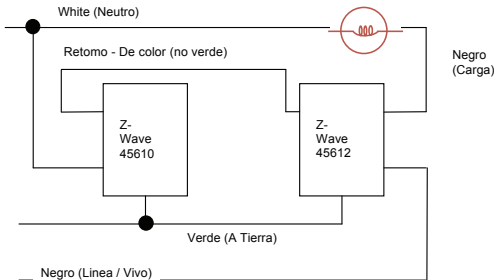 White (Neutro)
Retomo - De color (no verde)
Negro
(Carga)
Z-
Wave
45610
Z-
Wave
45612
Verde (A Tierra)
Negro (Linea / Vivo)